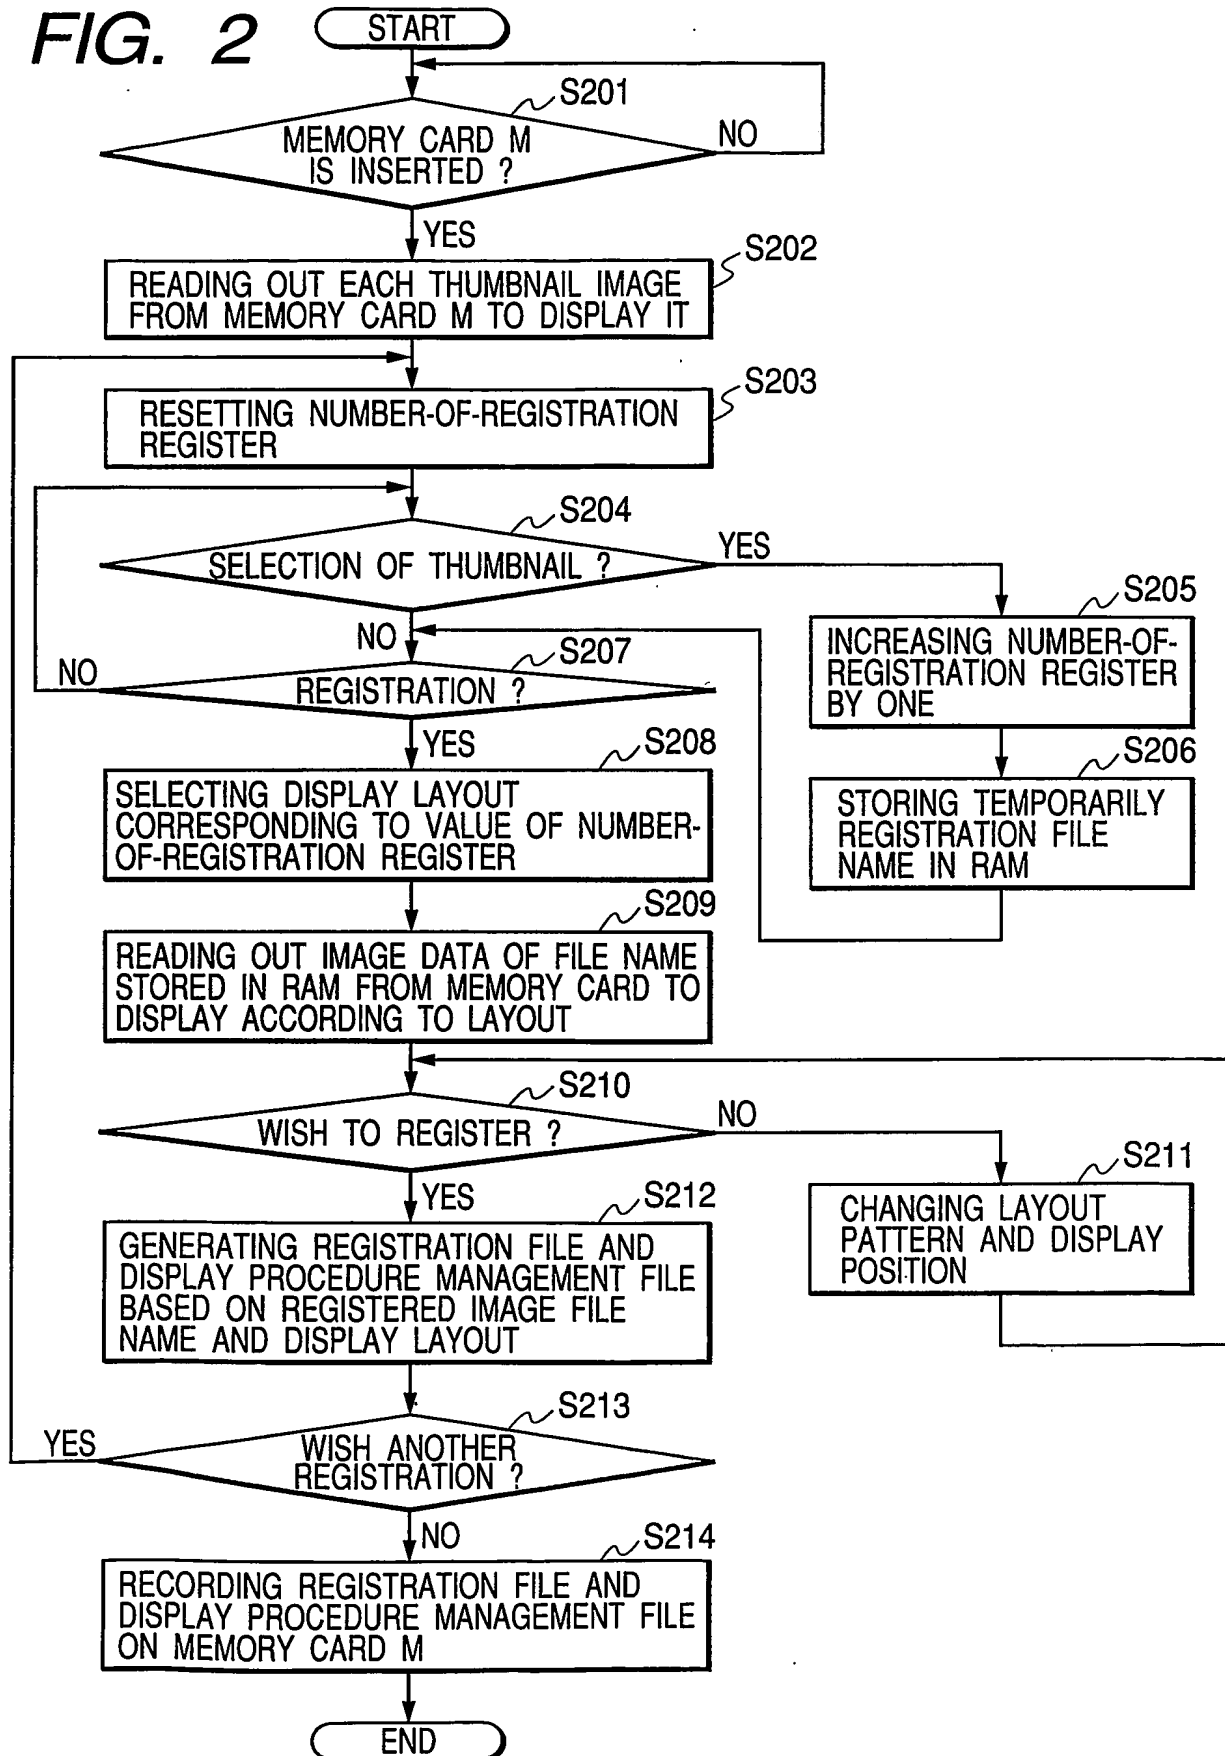 FIG. 2
START
S201
MEMORY CARD M
IS INSERTED ?
NO
YES
S202
READING OUT EACH THUMBNAIL IMAGE
FROM MEMORY CARD M TO DISPLAY IT
S203
RESETTING NUMBER-OF-REGISTRATION
REGISTER
S204
SELECTION OF THUMBNAIL ?
YES
S205
INCREASING NUMBER-OF-
REGISTRATION REGISTER
BY ONE
S206
STORING TEMPORARILY
REGISTRATION FILE
NAME IN RAM
NO
S207
REGISTRATION ?
NO
YES
S208
SELECTING DISPLAY LAYOUT
CORRESPONDING TO VALUE OF NUMBER-
OF-REGISTRATION REGISTER
S209
READING OUT IMAGE DATA OF FILE NAME
STORED IN RAM FROM MEMORY CARD TO
DISPLAY ACCORDING TO LAYOUT
S210
WISH TO REGISTER ?
NO
S211
CHANGING LAYOUT
PATTERN AND DISPLAY
POSITION
YES
S212
GENERATING REGISTRATION FILE AND
DISPLAY PROCEDURE MANAGEMENT FILE
BASED ON REGISTERED IMAGE FILE
NAME AND DISPLAY LAYOUT
S213
WISH ANOTHER
REGISTRATION ?
YES
NO
S214
RECORDING REGISTRATION FILE AND
DISPLAY PROCEDURE MANAGEMENT FILE
ON MEMORY CARD M
END